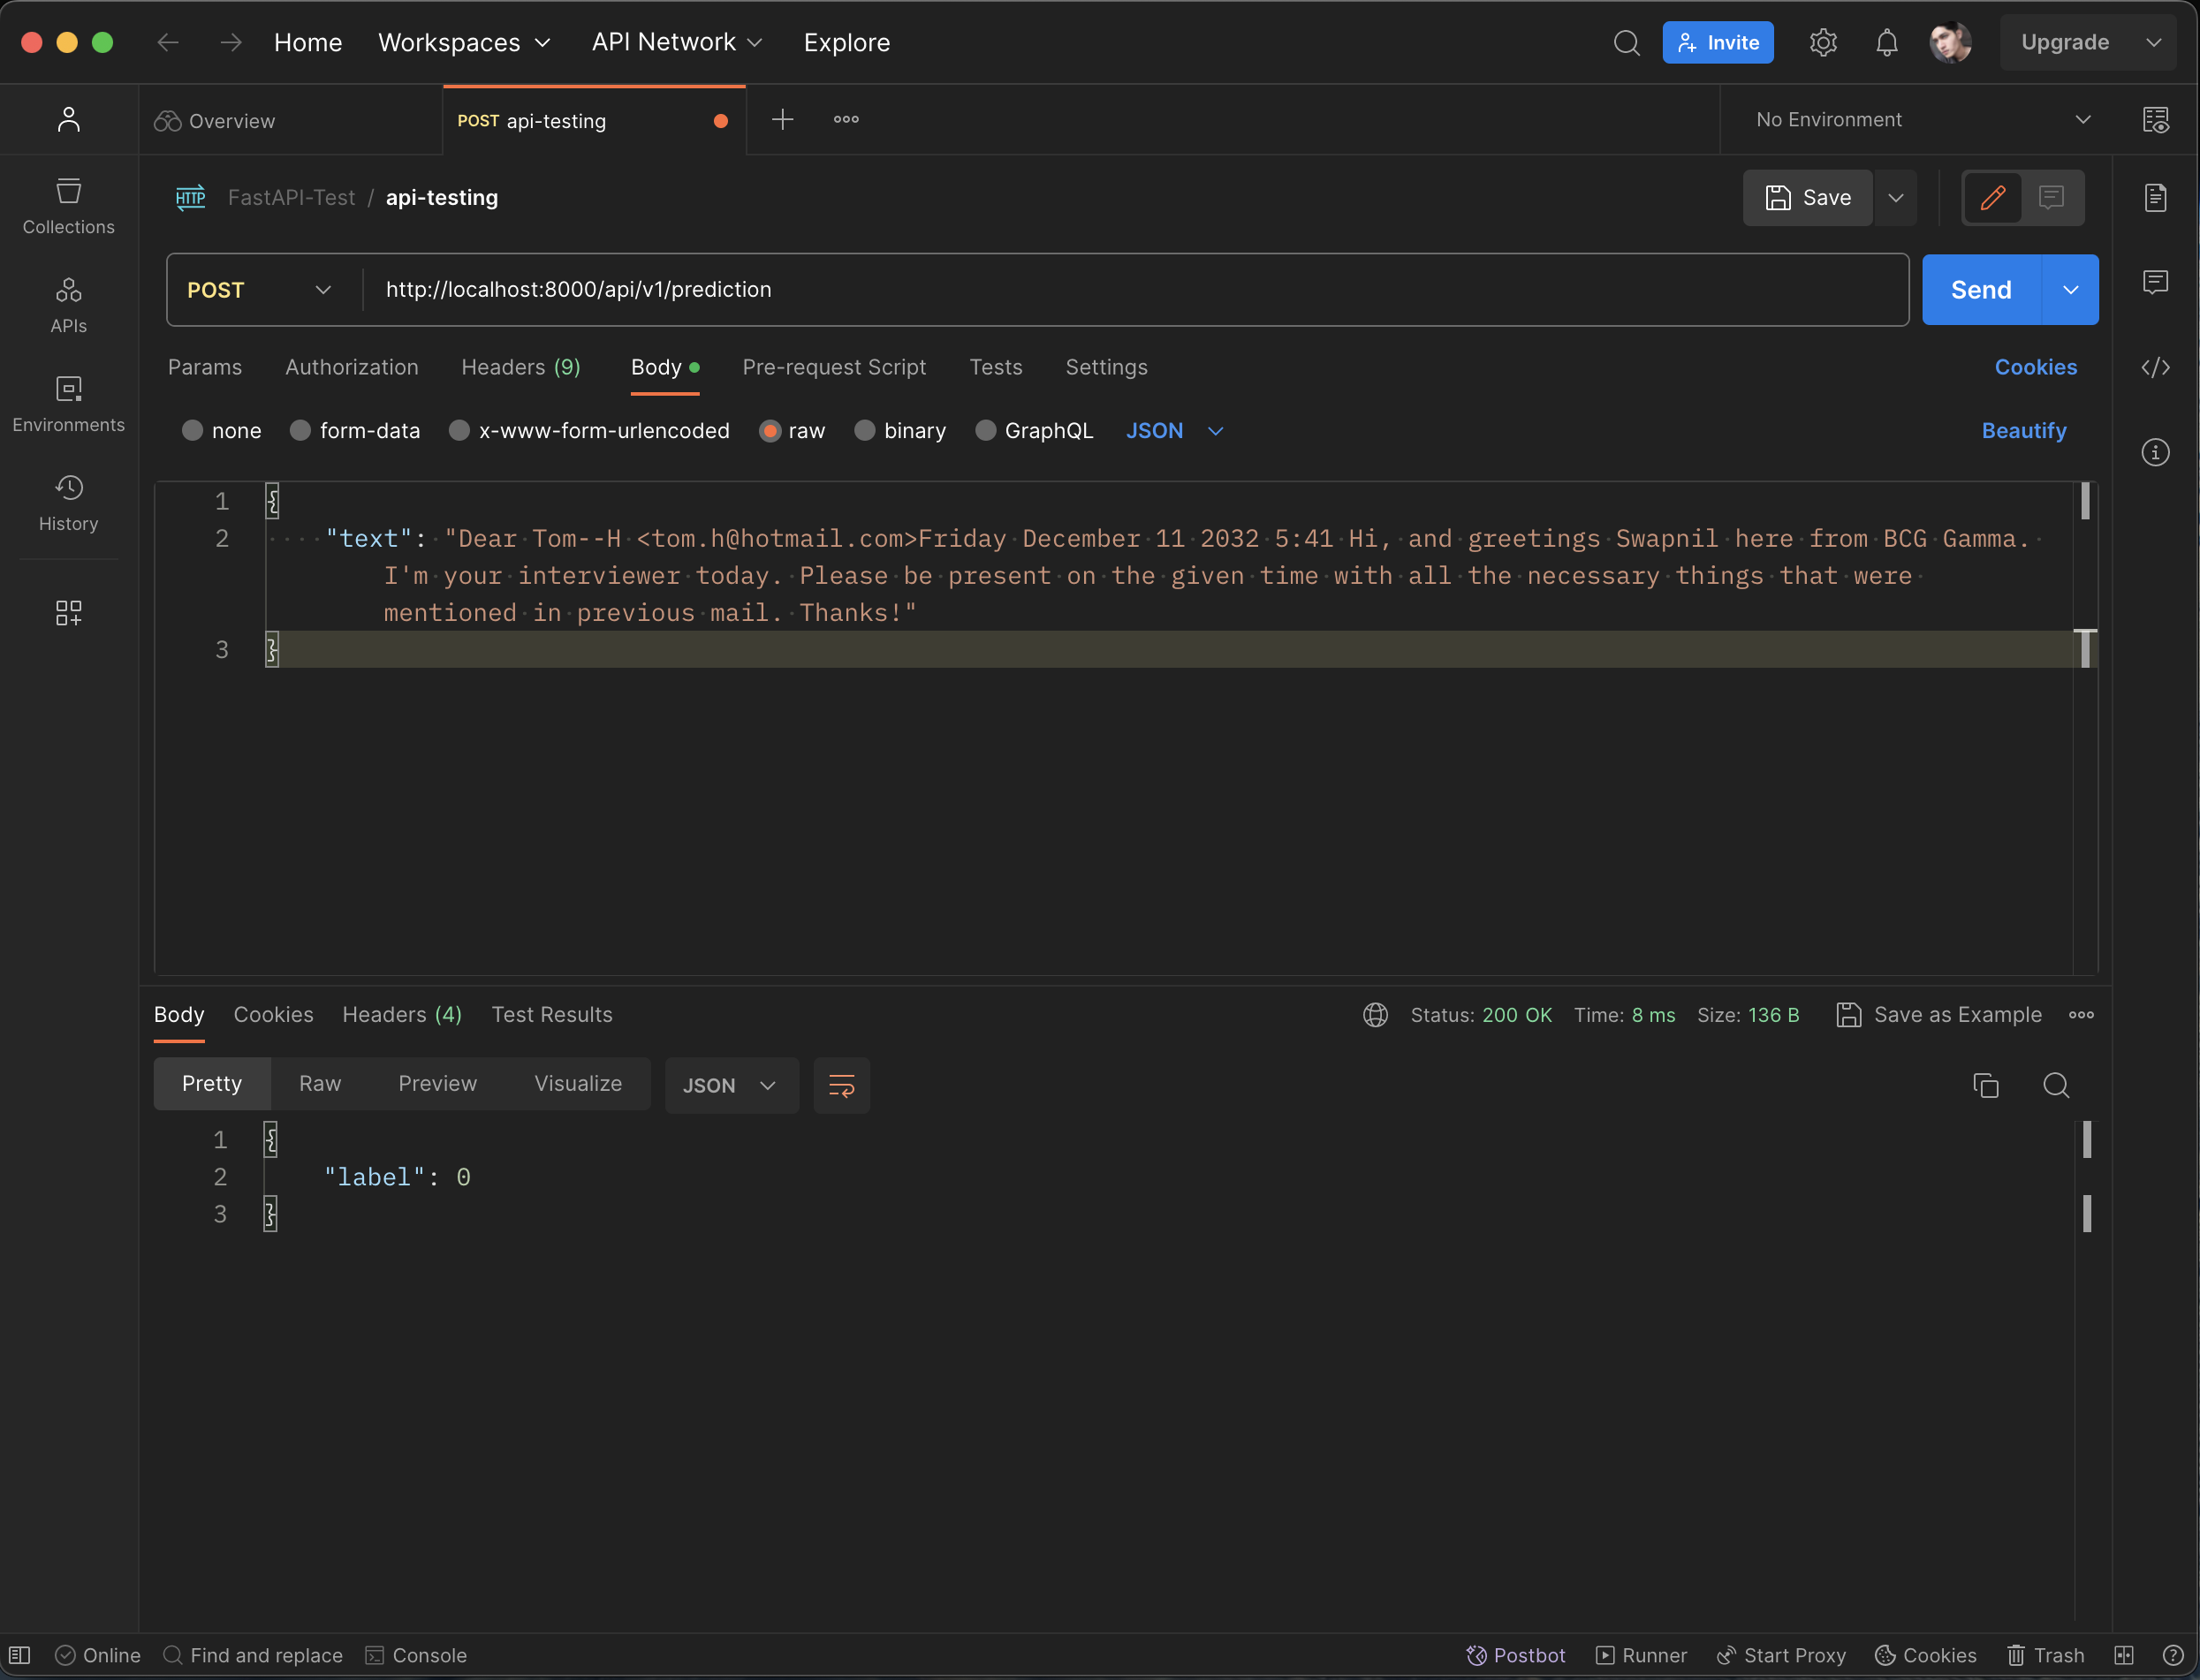 Home Workspaces API Network Explore Invite Upgrade
Overview POST api-testing No Environment
HTTP FastAPI-Test / api-testing Save
POST http://localhost:8000/api/v1/prediction Send
Params Authorization Headers (9) Body Pre-request Script Tests Settings Cookies
none form-data x-www-form-urlencoded raw binary GraphQL JSON Beautify
Collections
APIs
Environments
History
1 {
2 "text": "Dear Tom--H <tom.h@hotmail.com>Friday December 11 2032 5:41 Hi, and greetings Swapnil here from BCG Gamma.
I'm your interviewer today. Please be present on the given time with all the necessary things that were
mentioned in previous mail. Thanks!"
3 }
Body Cookies Headers (4) Test Results Status: 200 OK Time: 8 ms Size: 136 B Save as Example
Pretty Raw Preview Visualize JSON
1 {
2 "label": 0
3 }
Online Find and replace Console Postbot Runner Start Proxy Cookies Trash